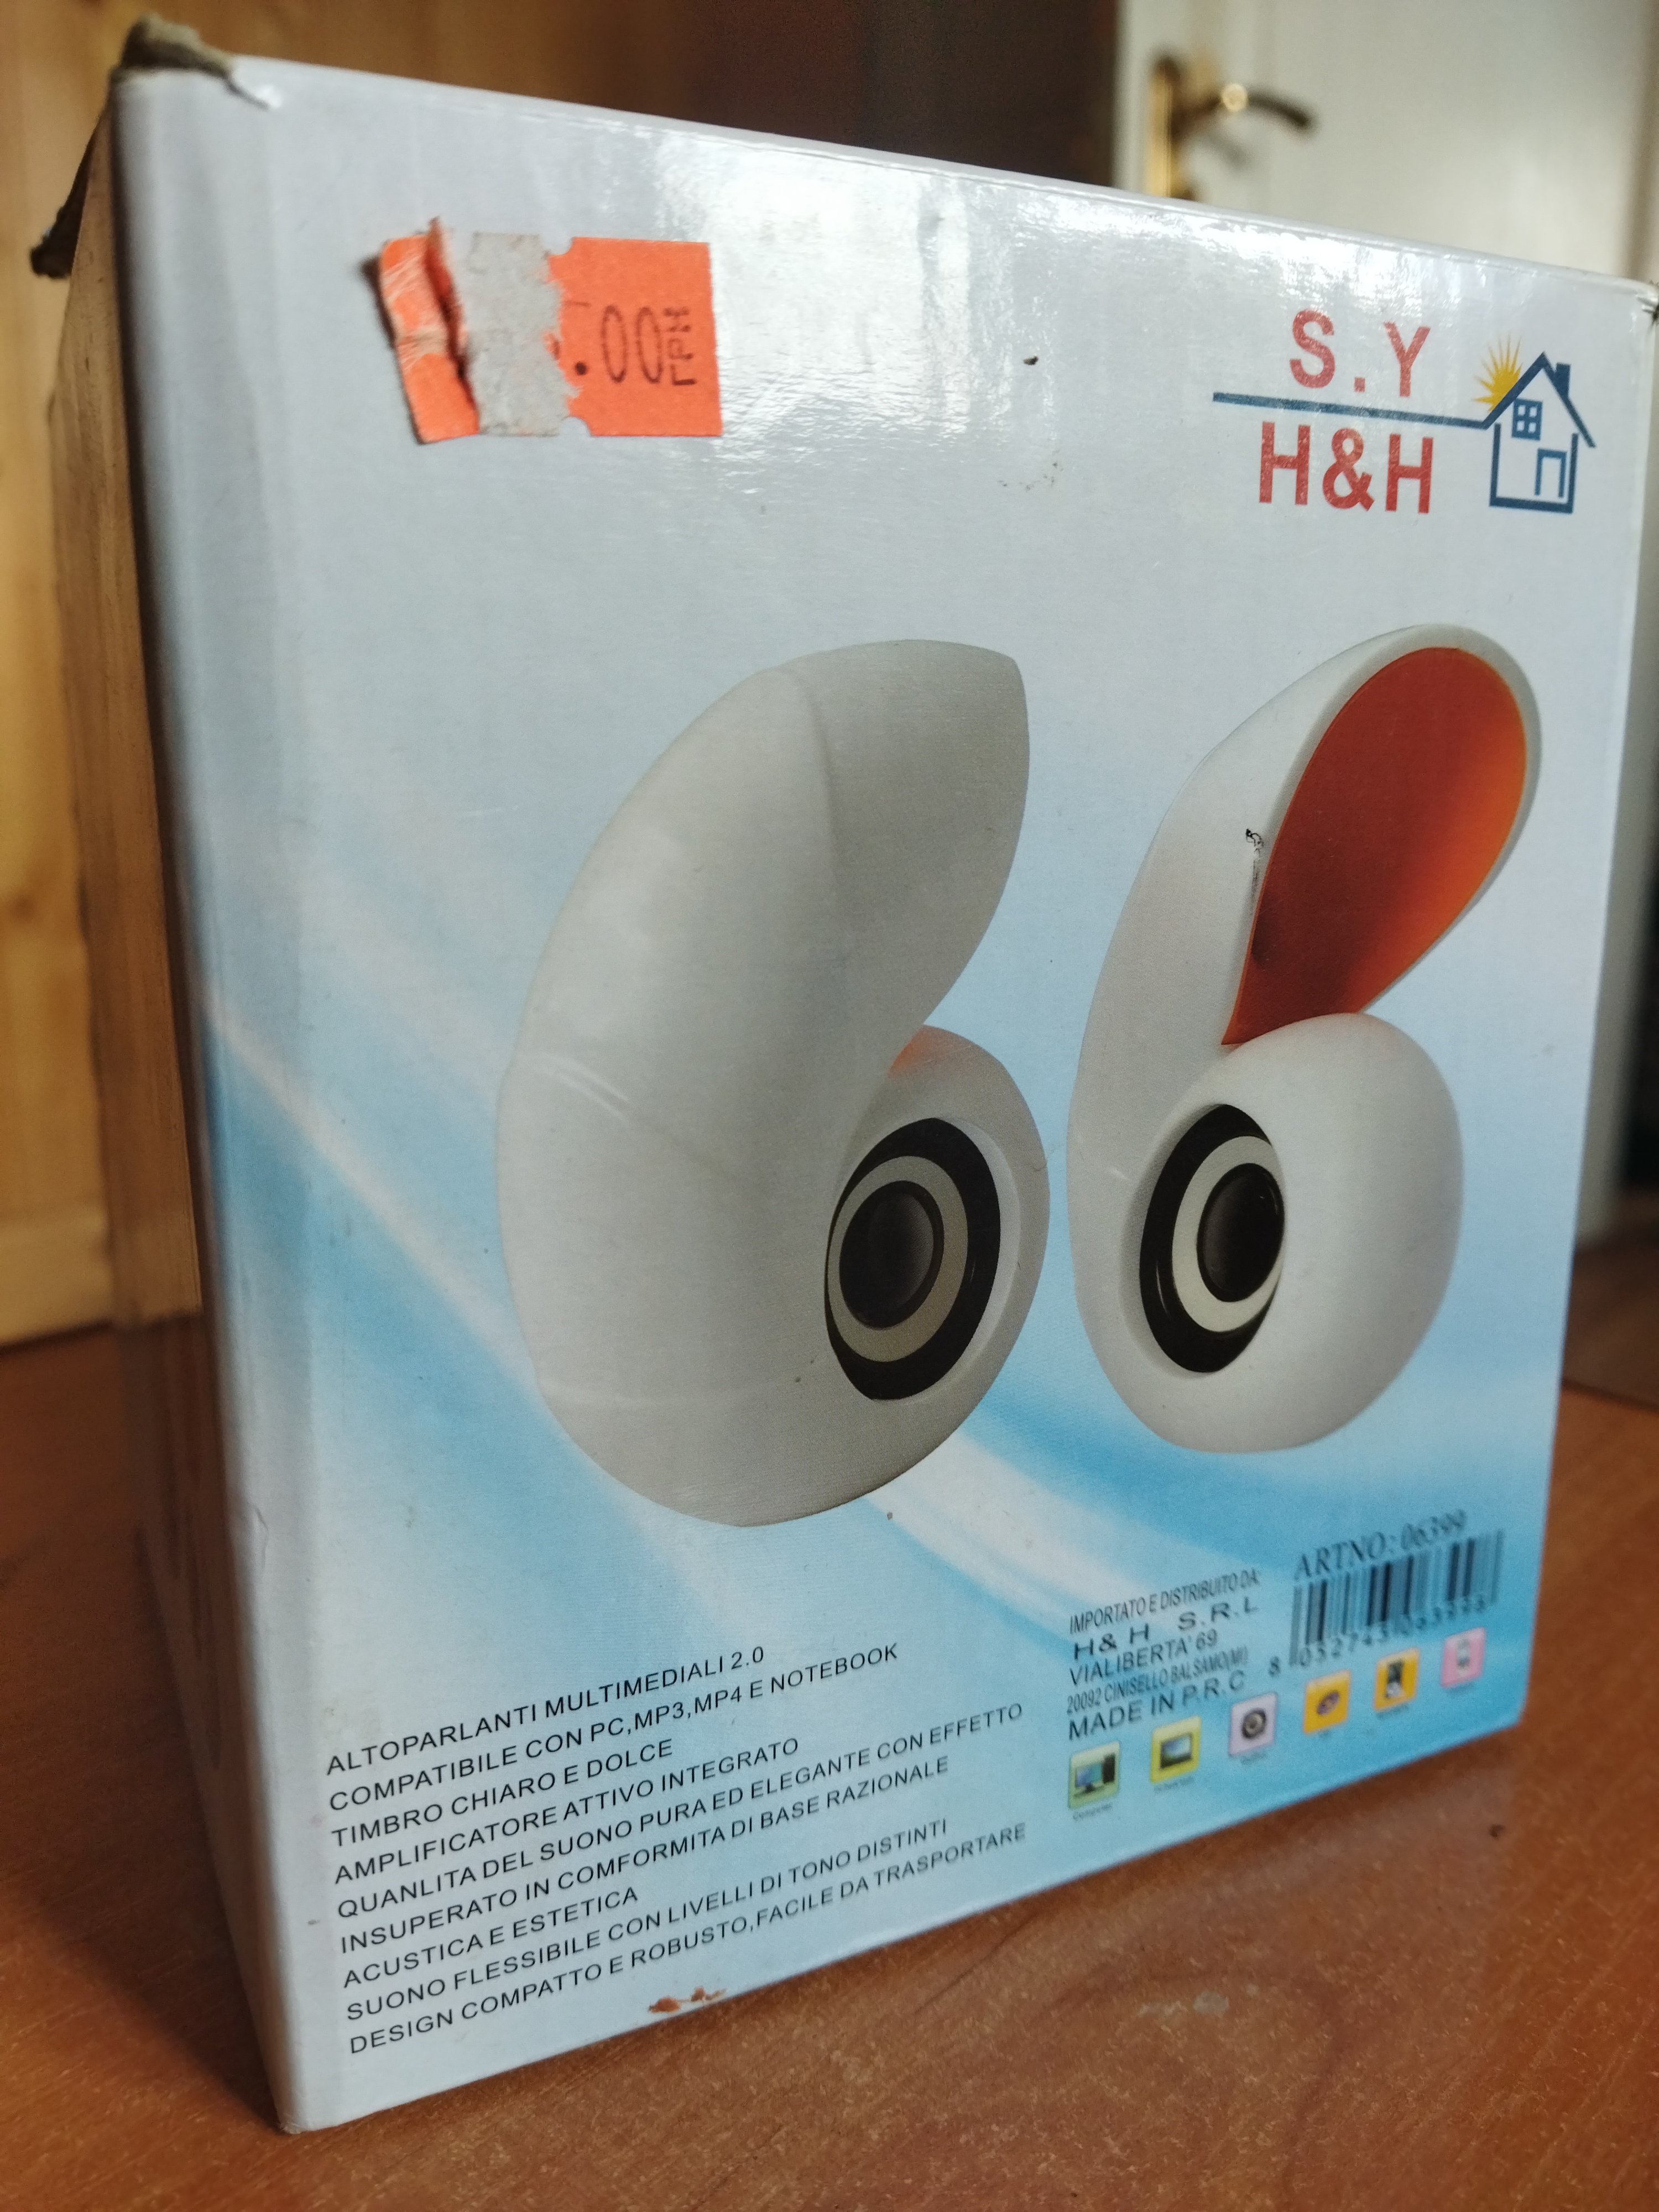 .00
ГРН
S.Y
H&H
ARTNO: 06399
IMPORTATO E DISTRIBUITO DA:
H& H S.R.L
VIALIBERTA' 69
20092 CINISELLO BALSAMO(MI)
MADE IN P.R.C
ALTOPARLANTI MULTIMEDIALI 2.0
COMPATIBILE CON PC,MP3,MP4 E NOTEBOOK
TIMBRO CHIARO E DOLCE
AMPLIFICATORE ATTIVO INTEGRATO
QUANLITA DEL SUONO PURA ED ELEGANTE CON EFFETTO
INSUPERATO IN COMFORMITA DI BASE RAZIONALE
ACUSTICA E ESTETICA
SUONO FLESSIBILE CON LIVELLI DI TONO DISTINTI
DESIGN COMPATTO E ROBUSTO,FACILE DA TRASPORTARE